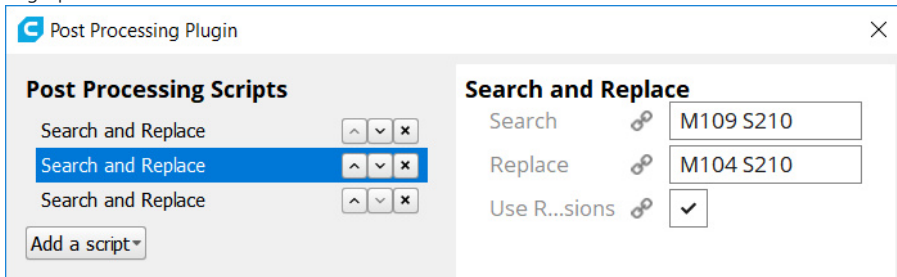 Post Processing Plugin
Post Processing Scripts
Search and Replace
Search and Replace
Search and Replace
Add a script
Search and Replace
Search M109 S210
Replace M104 S210
Use R...sions